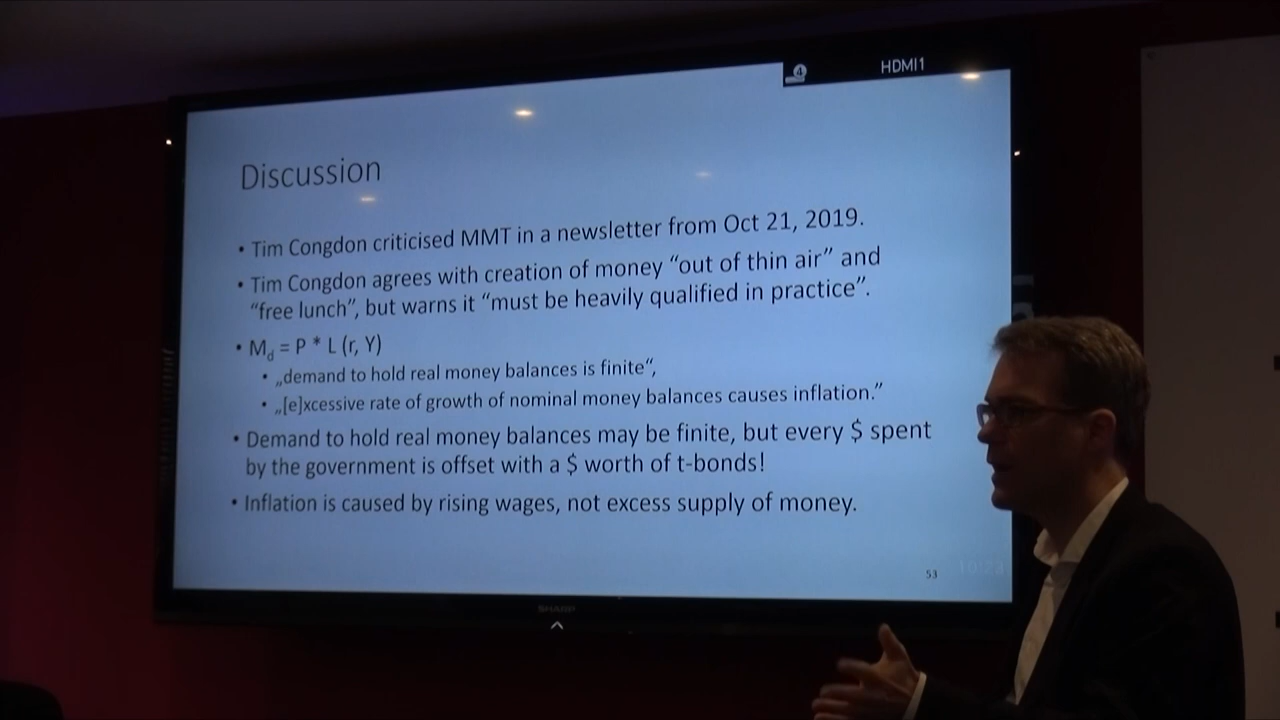 HDMI1
4
Discussion
• Tim Congdon criticised MMT in a newsletter from Oct 21, 2019.
• Tim Congdon agrees with creation of money “out of thin air” and
“free lunch”, but warns it “must be heavily qualified in practice”.
• Md = P * L (r, Y)
• „demand to hold real money balances is finite“,
• „[e]xcessive rate of growth of nominal money balances causes inflation.”
• Demand to hold real money balances may be finite, but every $ spent
by the government is offset with a $ worth of t-bonds!
• Inflation is caused by rising wages, not excess supply of money.
53
SHARP